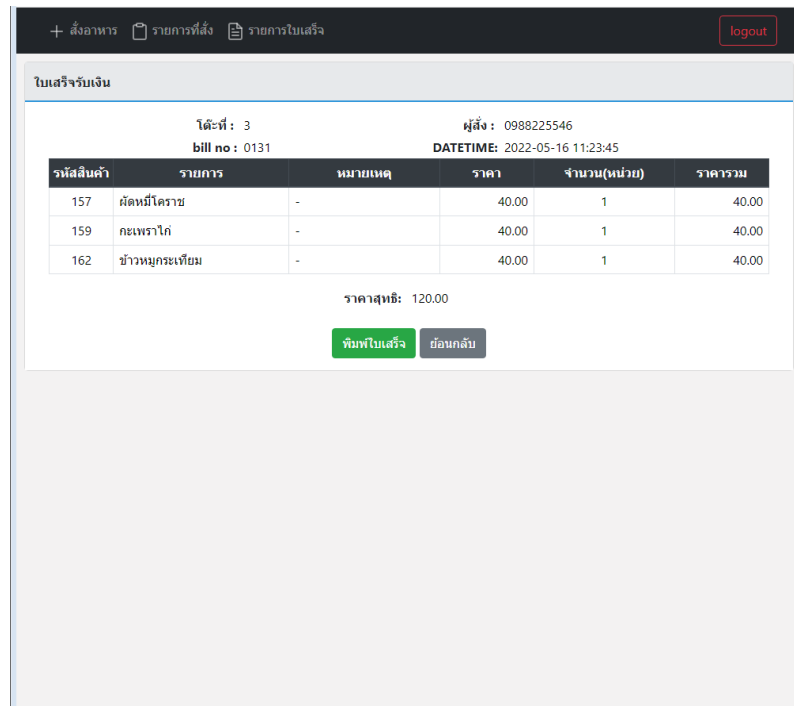 สั่งอาหาร รายการที่สั่ง รายการใบเสร็จ logout
ใบเสร็จรับเงิน
โต๊ะที่ : 3 ผู้สั่ง : 0988225546
bill no : 0131 DATETIME: 2022-05-16 11:23:45
รหัสสินค้า รายการ หมายเหตุ ราคา จำนวน(หน่วย) ราคารวม
157 ผัดหมี่โคราช - 40.00 1 40.00
159 กะเพราไก่ - 40.00 1 40.00
162 ข้าวหมูกระเทียม - 40.00 1 40.00
ราคาสุทธิ: 120.00
พิมพ์ใบเสร็จ ย้อนกลับ